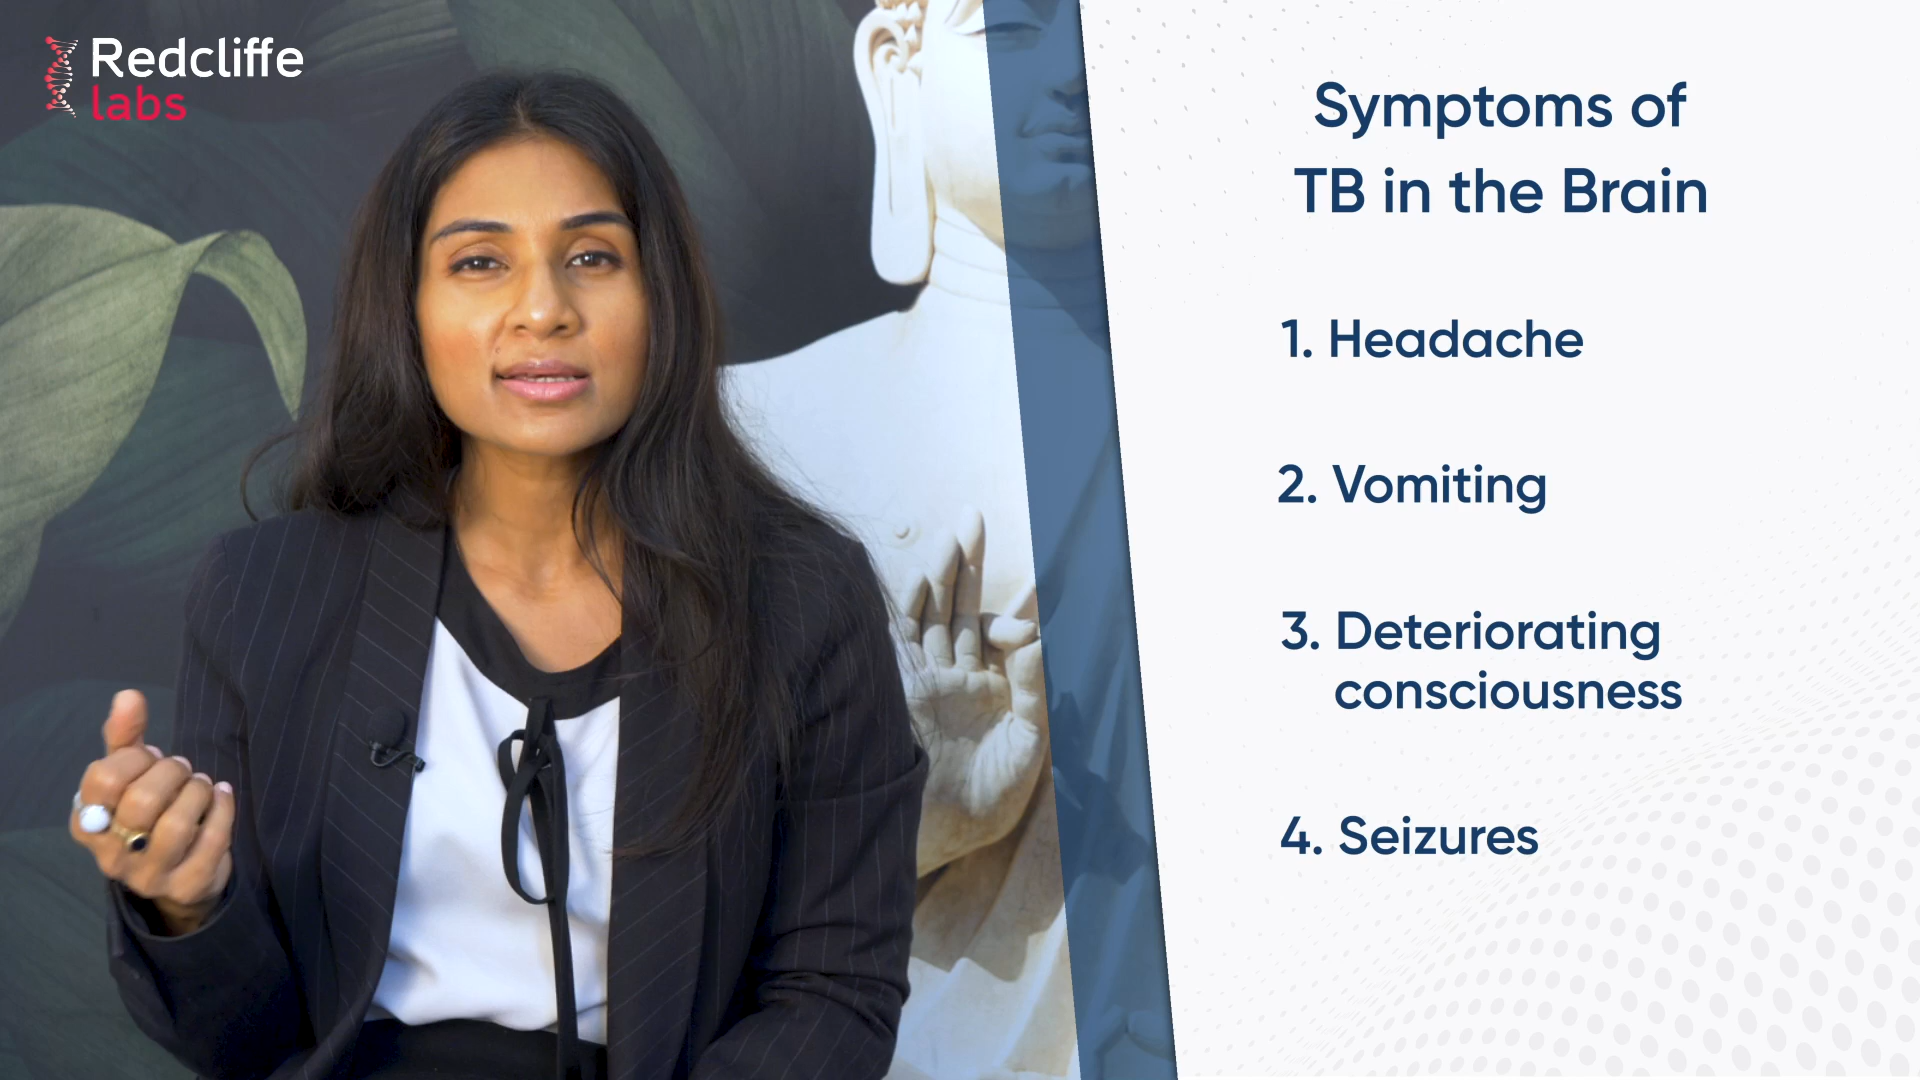 Redcliffe
labs
Symptoms of
TB in the Brain
1. Headache
2. Vomiting
3. Deteriorating
consciousness
4. Seizures